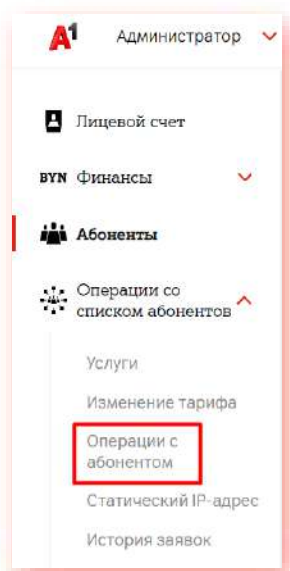 A1 Администратор
Лицевой счет
BYN Финансы
Абоненты
Операции со
списком абонентов
Услуги
Изменение тарифа
Операции с
абонентом
Статический IP-адрес
История заявок